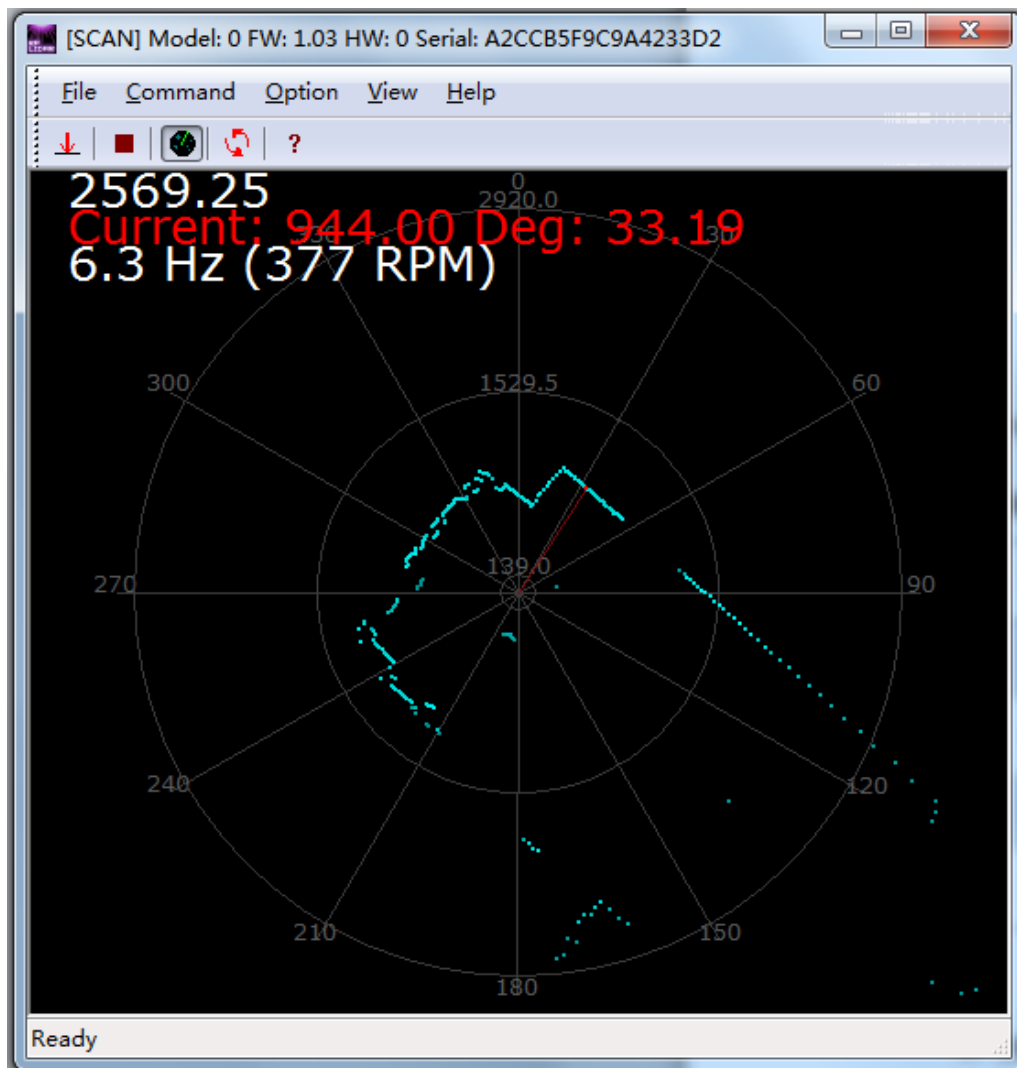 [SCAN] Model: 0 FW: 1.03 HW: 0 Serial: A2CCB5F9C9A4233D2
File Command Option View Help
?
2569.25
0
2920.0
Current: 944.00 Deg: 33.19
330 30
6.3 Hz (377 RPM)
300 1529.5 60
139.0
270 90
240 120
210 150
180
Ready